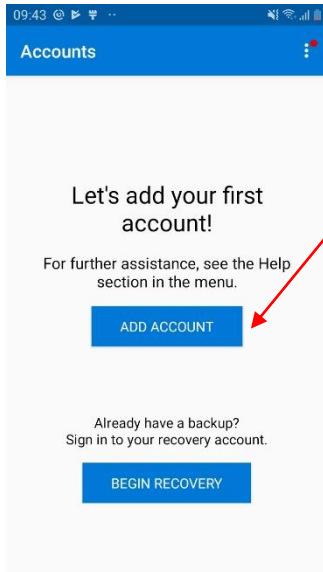 09:43
Accounts
Let's add your first
account!
For further assistance, see the Help
section in the menu.
ADD ACCOUNT
Already have a backup?
Sign in to your recovery account.
BEGIN RECOVERY